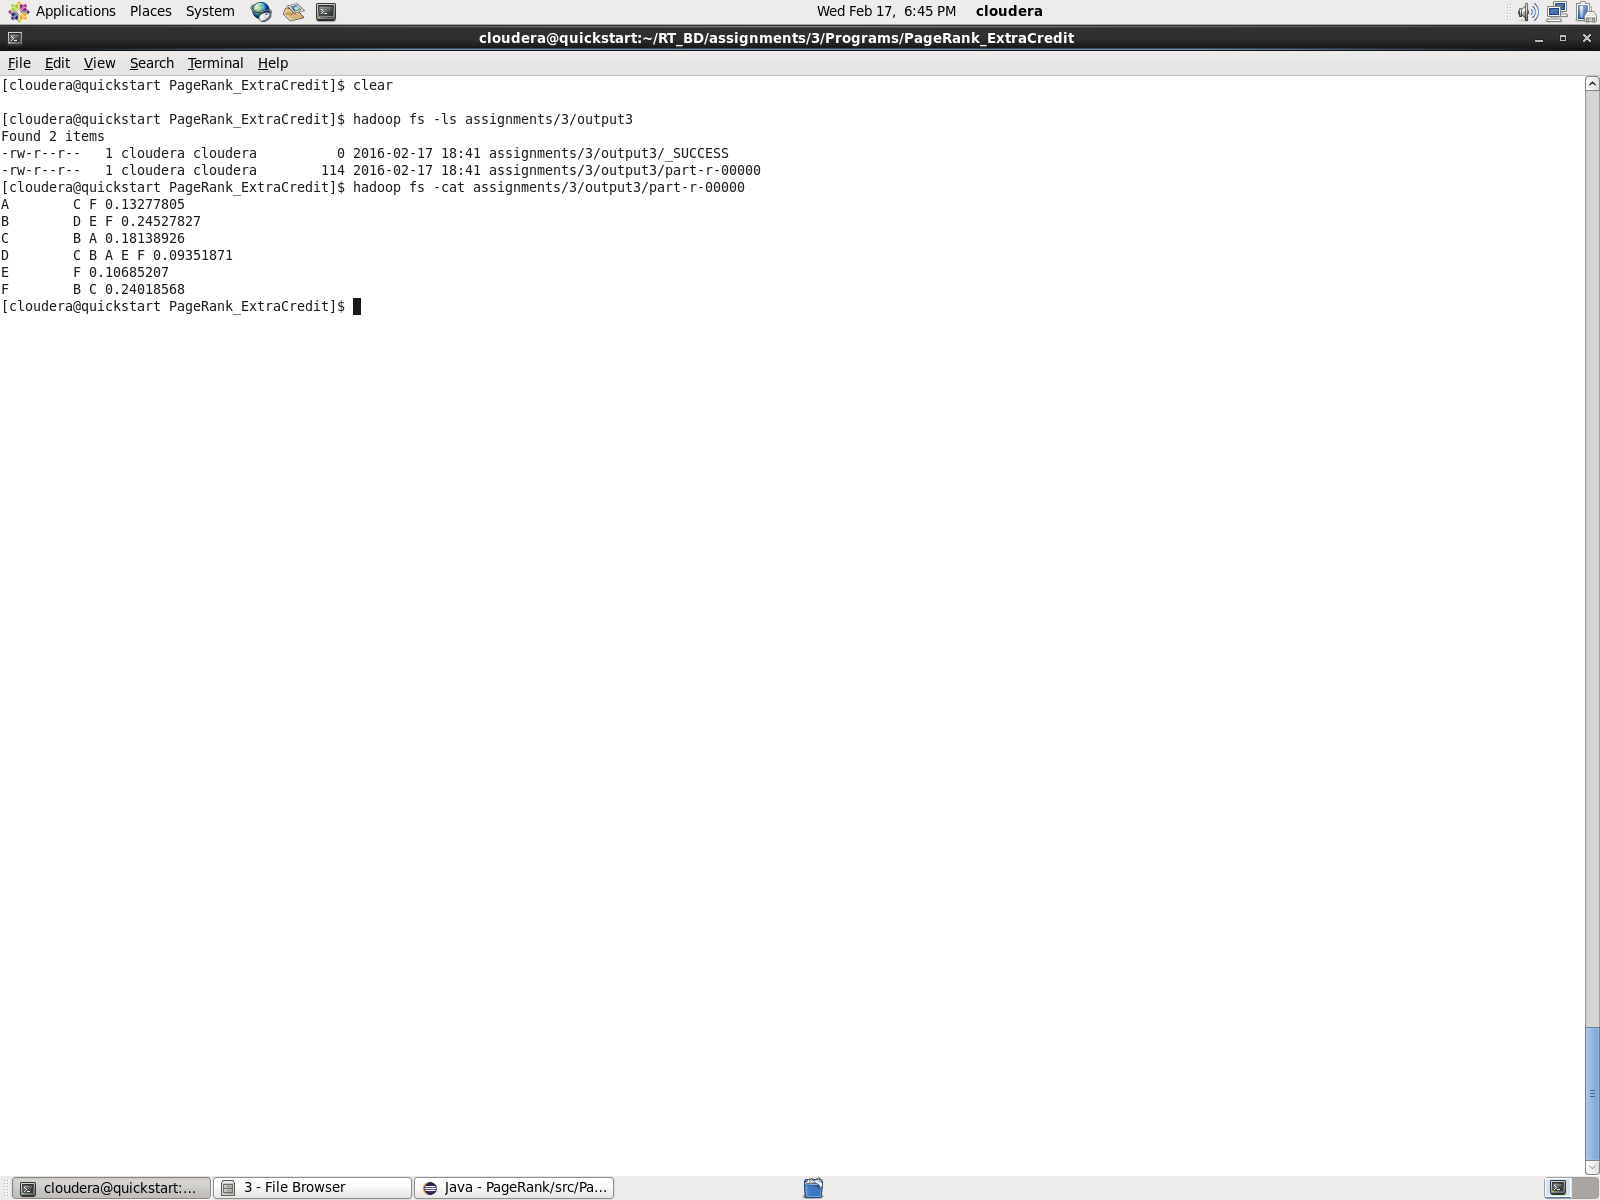 Applications Places System Wed Feb 17, 6:45 PM cloudera
cloudera@quickstart:~/RT_BD/assignments/3/Programs/PageRank_ExtraCredit
File Edit View Search Terminal Help
[cloudera@quickstart PageRank_ExtraCredit]$ clear
[cloudera@quickstart PageRank_ExtraCredit]$ hadoop fs -ls assignments/3/output3
Found 2 items
-rw-r--r--   1 cloudera cloudera          0 2016-02-17 18:41 assignments/3/output3/_SUCCESS
-rw-r--r--   1 cloudera cloudera        114 2016-02-17 18:41 assignments/3/output3/part-r-00000
[cloudera@quickstart PageRank_ExtraCredit]$ hadoop fs -cat assignments/3/output3/part-r-00000
A        C F 0.13277805
B        D E F 0.24527827
C        B A 0.18138926
D        C B A E F 0.09351871
E        F 0.10685207
F        B C 0.24018568
[cloudera@quickstart PageRank_ExtraCredit]$
cloudera@quickstart:... 3 - File Browser Java - PageRank/src/Pa...